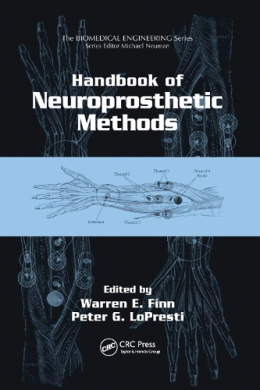 The BIOMEDICAL ENGINEERING Series
Series Editor Michael Neuman
Handbook of
Neuroprosthetic
Methods
Edited by
Warren E. Finn
Peter G. LoPresti
CRC
CRC Press
Taylor & Francis Group